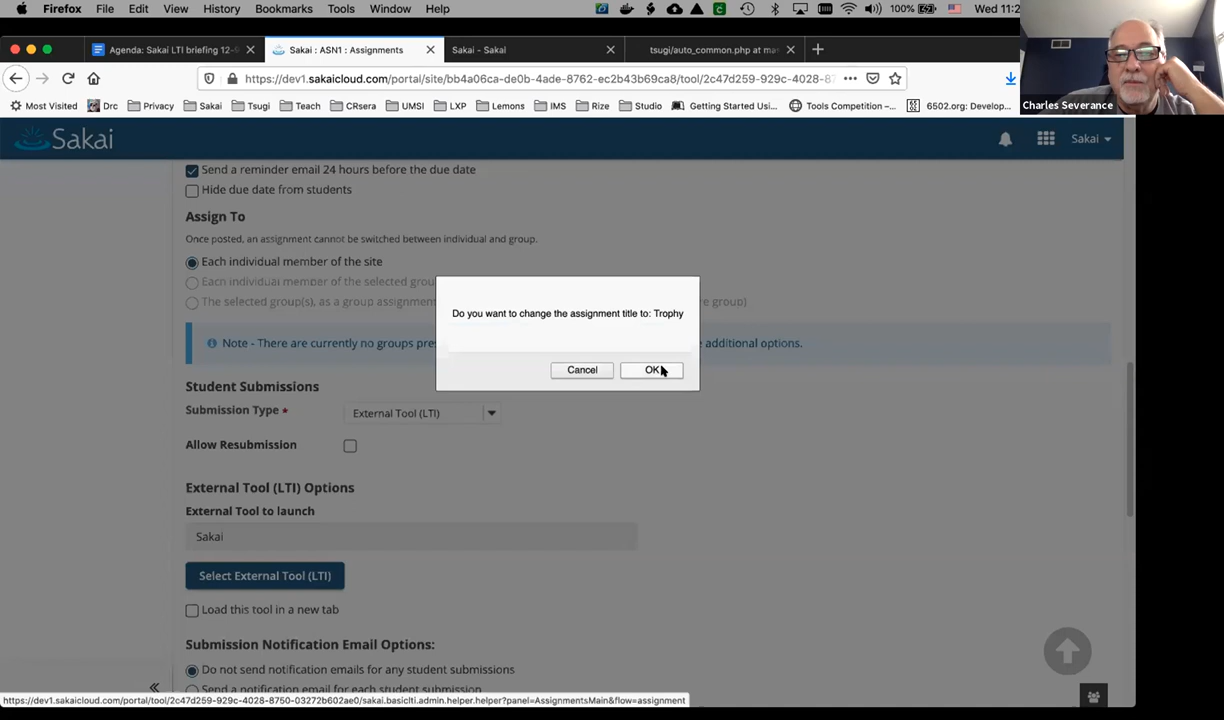 Firefox File Edit View History Bookmarks Tools Window Help 100% Wed 11:2
Agenda: Sakai LTI briefing 12-9 Sakai : ASN1 : Assignments Sakai - Sakai tsugi/auto_common.php at ma
https://dev1.sakaicloud.com/portal/site/bb4a06ca-de0b-4ade-8762-ec2b43b69ca8/tool/2c47d259-929c-4028-87
Most Visited Drc Privacy Sakai Tsugi Teach CRsera UMSI LXP Lemons IMS Rize Studio Getting Started Usi... Tools Competition –... 6502.org: Develop...
Charles Severance
Sakai Sakai
Send a reminder email 24 hours before the due date
Hide due date from students
Assign To
Once posted, an assignment cannot be switched between individual and group.
Each individual member of the site
Each individual member of the selected grou
The selected group(s), as a group assignm ve group)
Do you want to change the assignment title to: Trophy
Note - There are currently no groups pres additional options.
Cancel OK
Student Submissions
Submission Type * External Tool (LTI)
Allow Resubmission
External Tool (LTI) Options
External Tool to launch
Sakai
Select External Tool (LTI)
Load this tool in a new tab
Submission Notification Email Options:
Do not send notification emails for any student submissions
Send a notification email for each student submission
https://dev1.sakaicloud.com/portal/tool/2c47d259-929c-4028-8750-03272b602ae0/sakai.basiclti.admin.helper.helper?panel=AssignmentsMain&flow=assignment